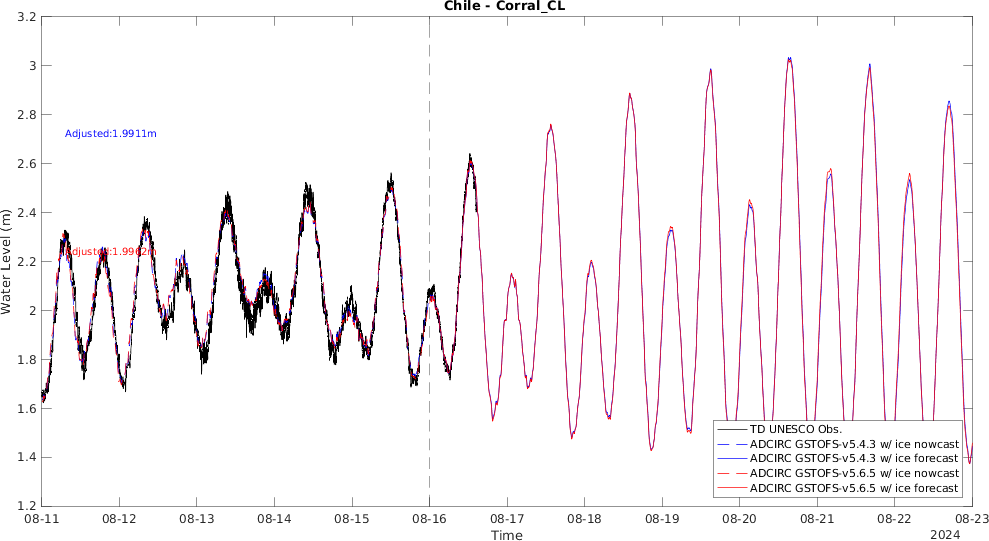 Chile - Corral_CL
3.2
3
2.8
2.6
2.4
2.2
2
1.8
1.6
1.4
1.2
Water Level (m)
Adjusted:1.9911m
Adjusted:1.9962m
TD UNESCO Obs.
ADCIRC GSTOFS-v5.4.3 w/ ice nowcast
ADCIRC GSTOFS-v5.4.3 w/ ice forecast
ADCIRC GSTOFS-v5.6.5 w/ ice nowcast
ADCIRC GSTOFS-v5.6.5 w/ ice forecast
08-11 08-12 08-13 08-14 08-15 08-16 08-17 08-18 08-19 08-20 08-21 08-22 08-23
Time
2024